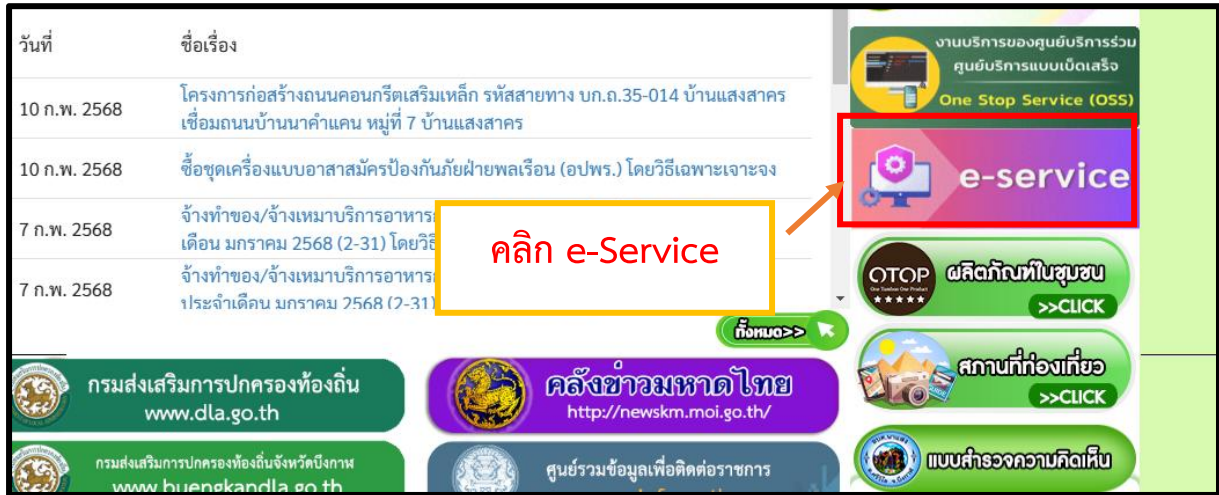 วันที่ ชื่อเรื่อง
10 ก.พ. 2568 โครงการก่อสร้างถนนคอนกรีตเสริมเหล็ก รหัสสายทาง บก.ถ.35-014 บ้านแสงสาคร
เชื่อมถนนบ้านนาคำแคน หมู่ที่ 7 บ้านแสงสาคร
10 ก.พ. 2568 ซื้อชุดเครื่องแบบอาสาสมัครป้องกันภัยฝ่ายพลเรือน (อปพร.) โดยวิธีเฉพาะเจาะจง
7 ก.พ. 2568 จ้างทำของ/จ้างเหมาบริการอาหาร
เดือน มกราคม 2568 (2-31) โดยวิธี
7 ก.พ. 2568 จ้างทำของ/จ้างเหมาบริการอาหาร
ประจำเดือน มกราคม 2568 (2-31)
คลิก e-Service
ทั้งหมด>>
งานบริการของศูนย์บริการร่วม
ศูนย์บริการแบบเบ็ดเสร็จ
One Stop Service (OSS)
e-service
OTOP
One Tambon One Product
ผลิตภัณฑ์ในชุมชน
>>CLICK
สถานที่ท่องเที่ยว
>>CLICK
แบบสำรวจความคิดเห็น
กรมส่งเสริมการปกครองท้องถิ่น
www.dla.go.th
คลังข่าวมหาดไทย
http://newskm.moi.go.th/
กรมส่งเสริมการปกครองท้องถิ่นจังหวัดบึงกาฬ
www.buengkandla.go.th
ศูนย์รวมข้อมูลเพื่อติดต่อราชการ